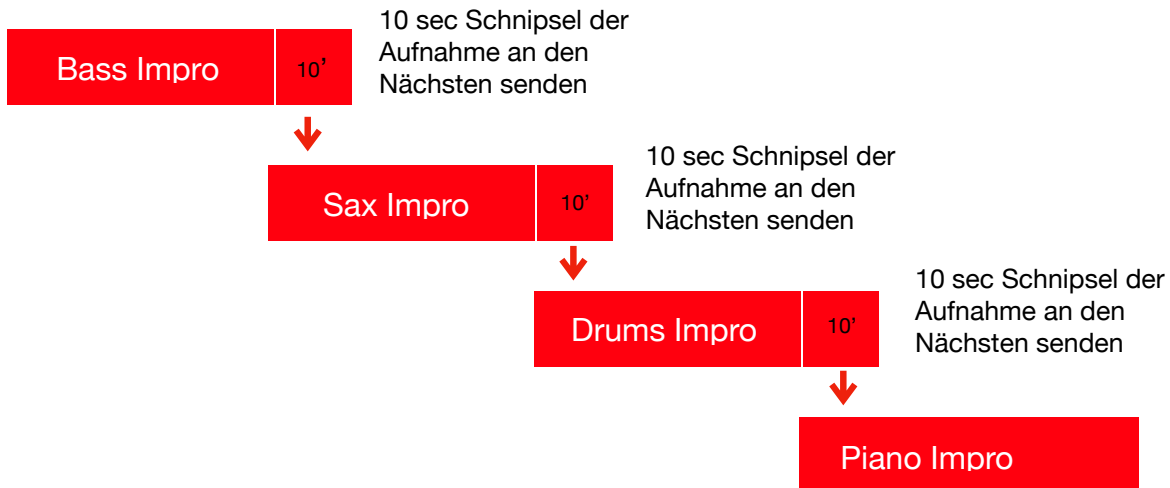 10 sec Schnipsel der
Aufnahme an den
Nächsten senden
Bass Impro
10’
10 sec Schnipsel der
Aufnahme an den
Nächsten senden
Sax Impro
10’
10 sec Schnipsel der
Aufnahme an den
Nächsten senden
Drums Impro
10’
Piano Impro